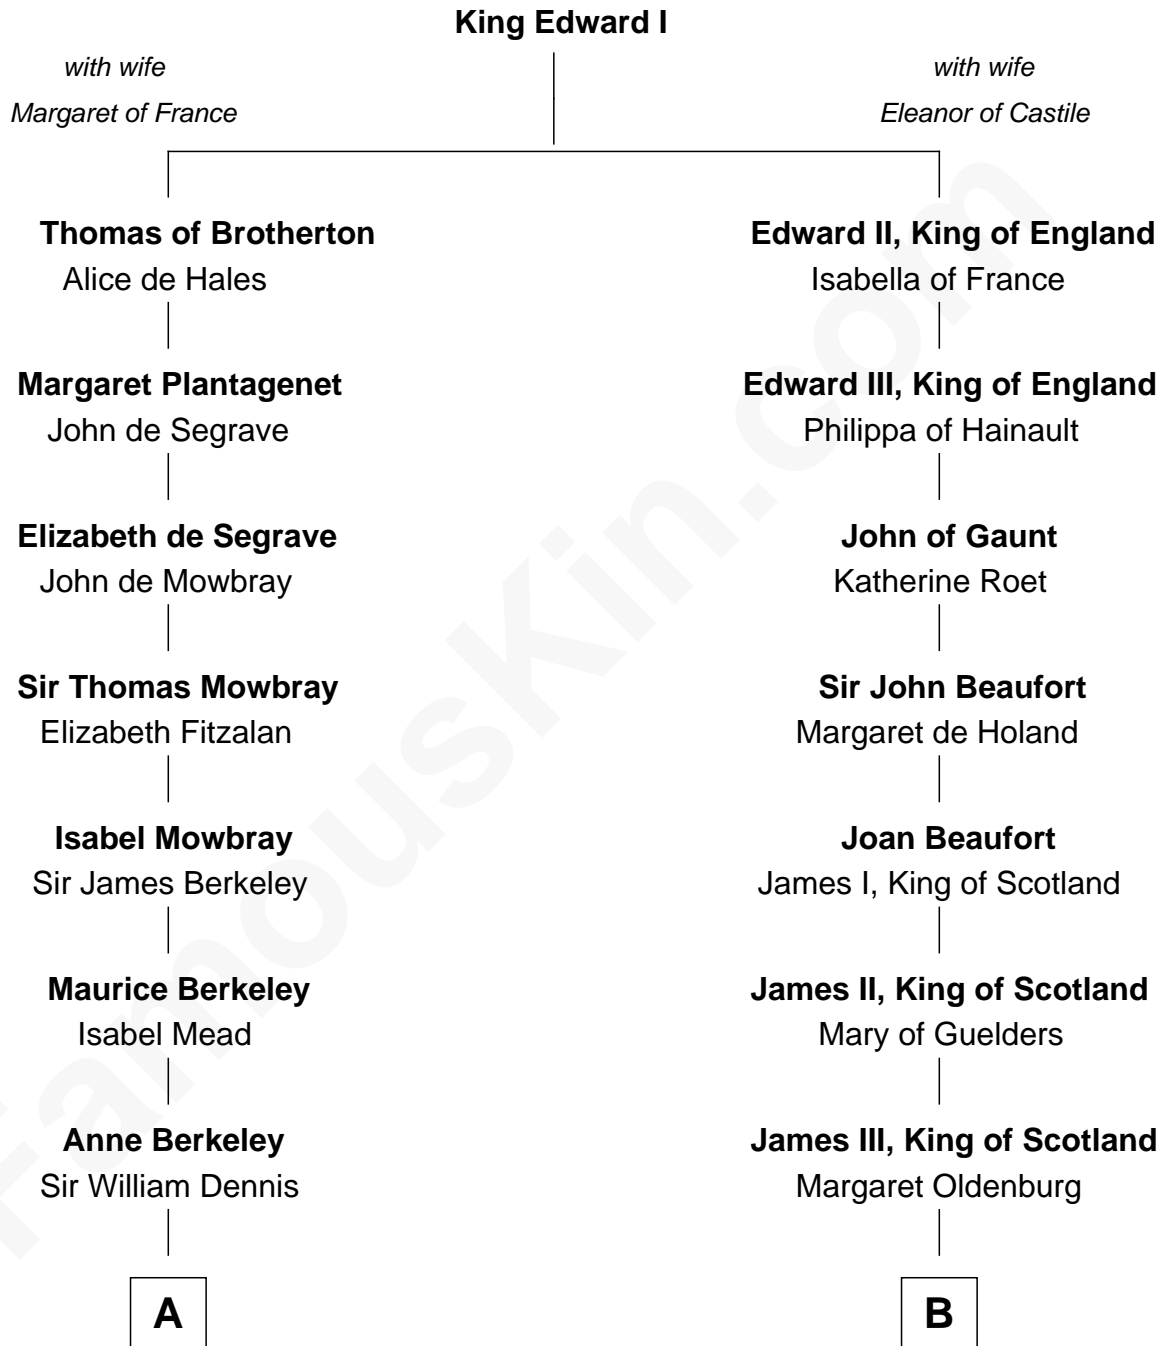 King Edward I
with wife
Margaret of France
with wife
Eleanor of Castile
Thomas of Brotherton
Alice de Hales
Margaret Plantagenet
John de Segrave
Elizabeth de Segrave
John de Mowbray
Sir Thomas Mowbray
Elizabeth Fitzalan
Isabel Mowbray
Sir James Berkeley
Maurice Berkeley
Isabel Mead
Anne Berkeley
Sir William Dennis
A
Edward II, King of England
Isabella of France
Edward III, King of England
Philippa of Hainault
John of Gaunt
Katherine Roet
Sir John Beaufort
Margaret de Holand
Joan Beaufort
James I, King of Scotland
James II, King of Scotland
Mary of Guelders
James III, King of Scotland
Margaret Oldenburg
B
FamousKin.com